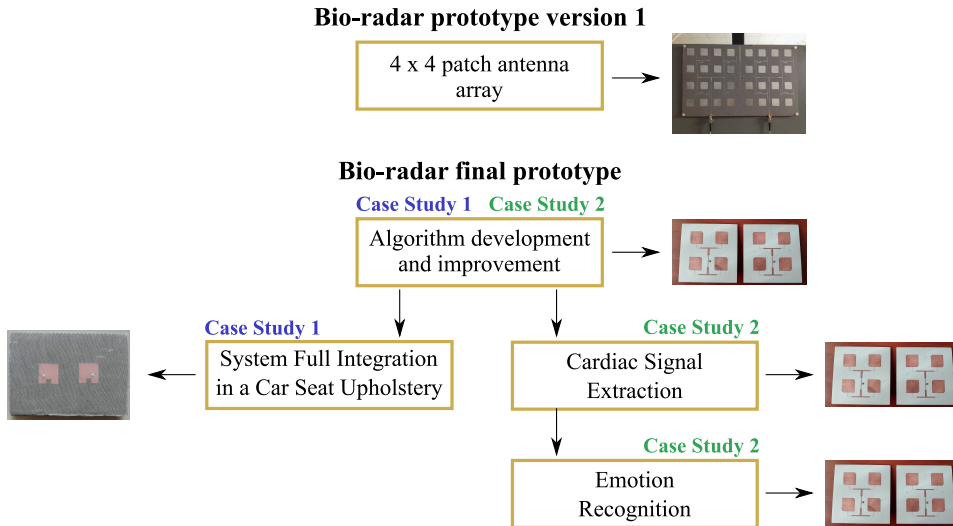 Bio-radar prototype version 1
4 x 4 patch antenna
array
Bio-radar final prototype
Case Study 1 Case Study 2
Algorithm development
and improvement
Case Study 1
System Full Integration
in a Car Seat Upholstery
Case Study 2
Cardiac Signal
Extraction
Case Study 2
Emotion
Recognition